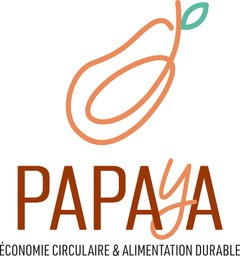 PAPAyA
ÉCONOMIE CIRCULAIRE & ALIMENTATION DURABLE